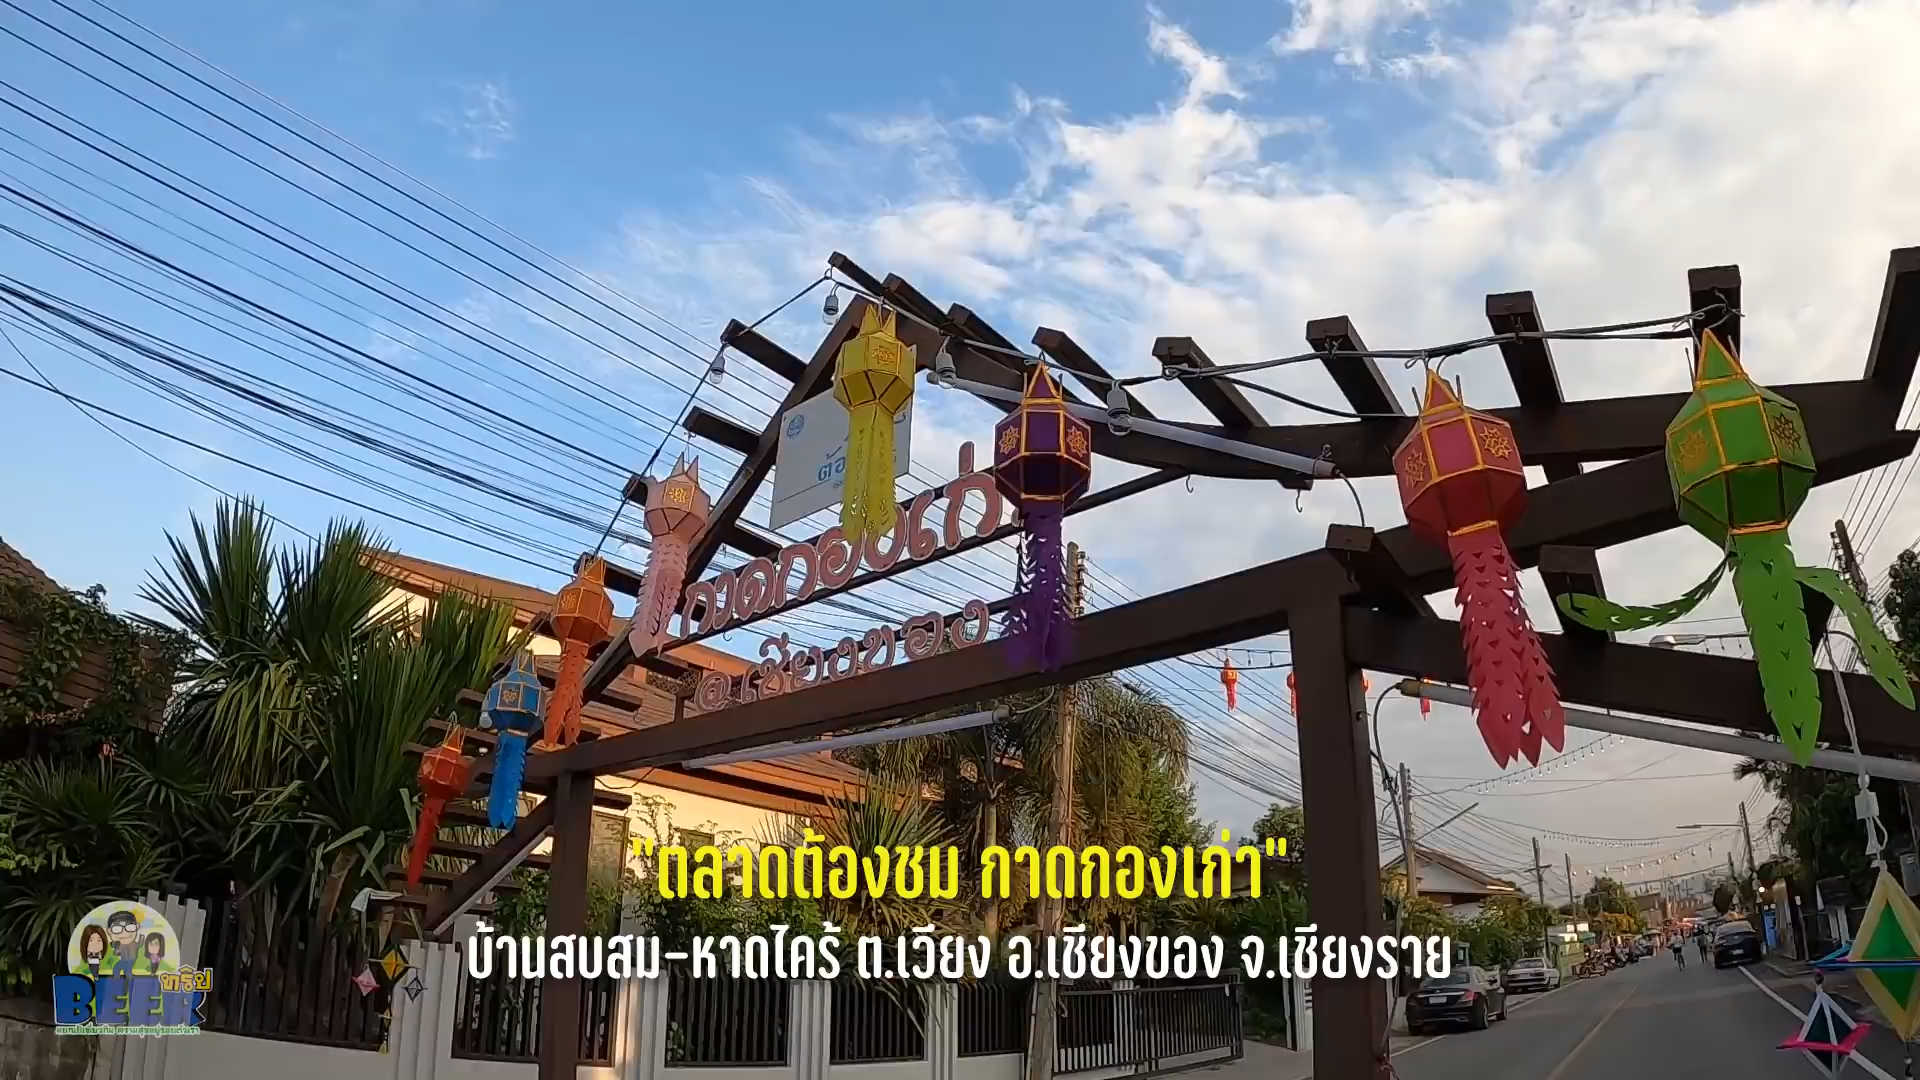 ต้อ
กาดกองเก่า
@เชียงของ
"ตลาดต้องชม กาดกองเก่า"
บ้านสบสม-หาดไคร้ ต.เวียง อ.เชียงของ จ.เชียงราย
ทริป
BEER